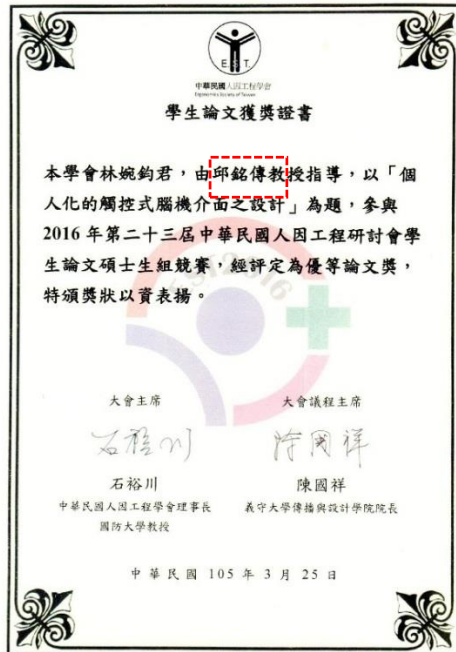 E.S.T.
中華民國人因工程學會
Ergonomics Society of Taiwan
學生論文獲獎證書
本學會林婉鈞君，由邱銘傳教授指導，以「個
人化的觸控式腦機介面之設計」為題，參與
2016 年第二十三屆中華民國人因工程研討會學
生論文碩士生組競賽，經評定為優等論文獎，
特頒獎狀以資表揚。
大會主席 大會議程主席
石裕川 陳國祥
石裕川 陳國祥
中華民國人因工程學會理事長 義守大學傳播與設計學院院長
國防大學教授
中華民國 105 年 3 月 25 日